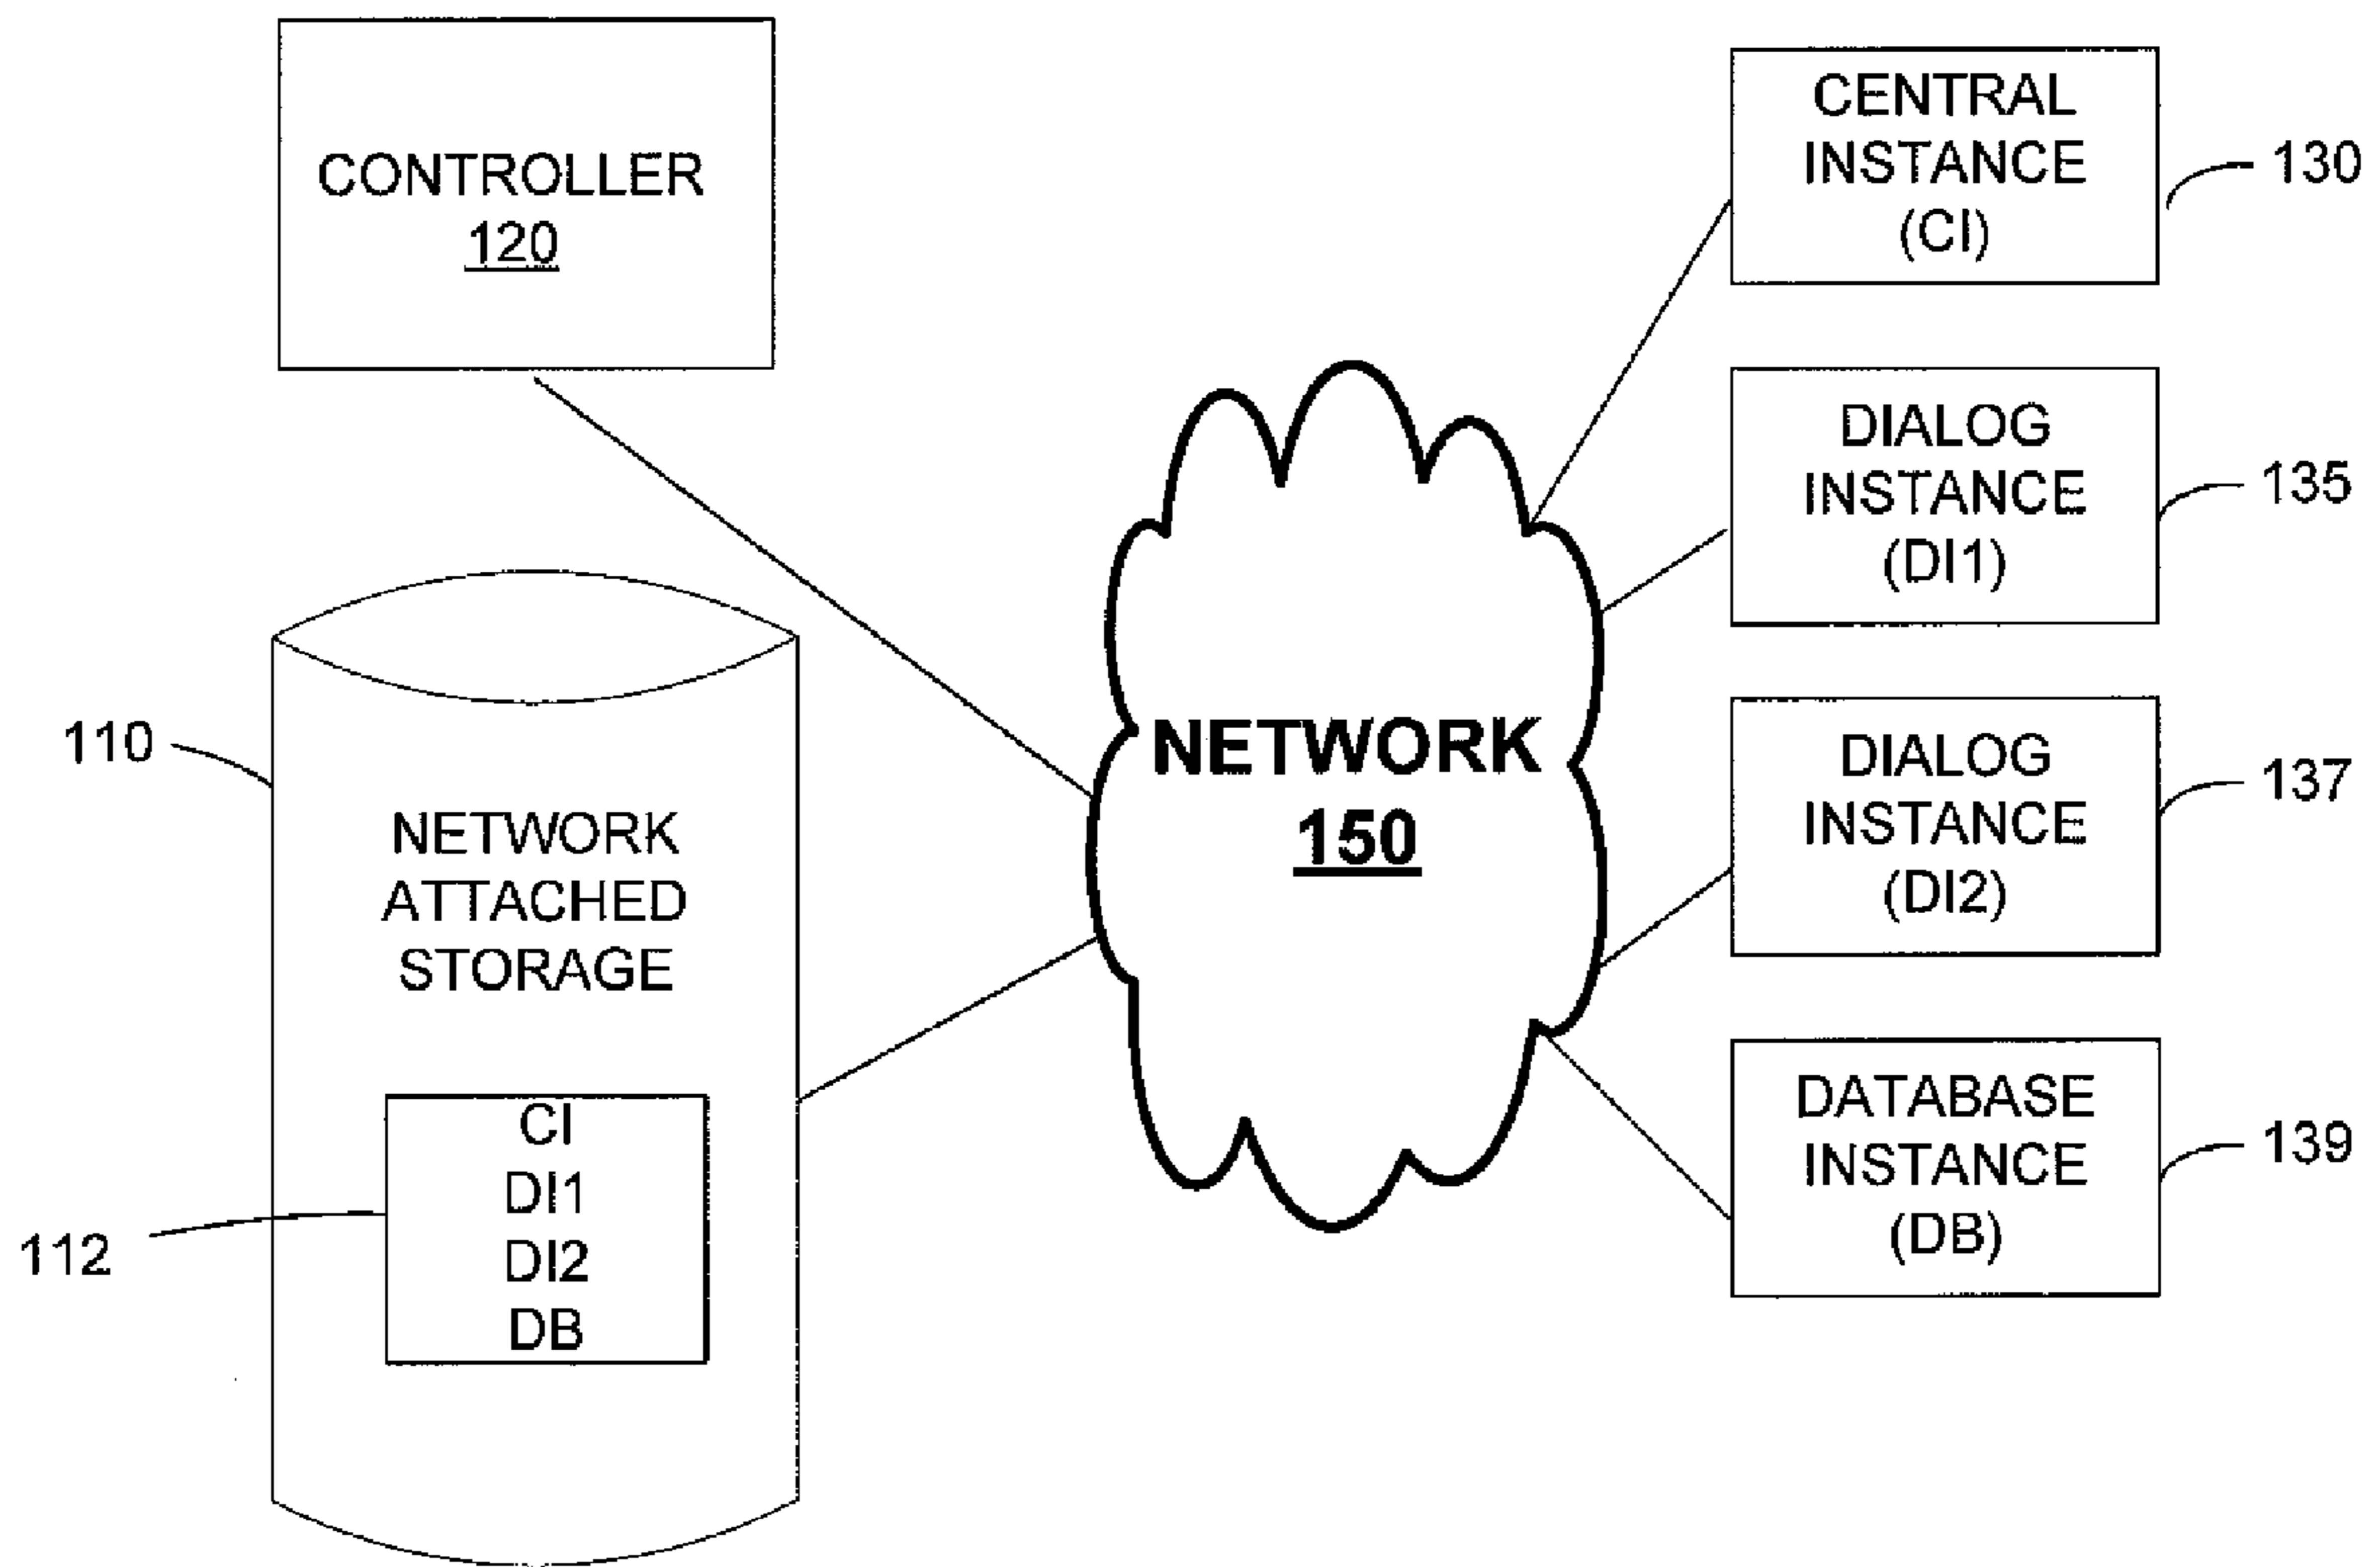 CONTROLLER
120
110
NETWORK
ATTACHED
STORAGE
CI
DI1
DI2
DB
112
NETWORK
150
CENTRAL
INSTANCE
(CI)
130
DIALOG
INSTANCE
(DI1)
135
DIALOG
INSTANCE
(DI2)
137
DATABASE
INSTANCE
(DB)
139